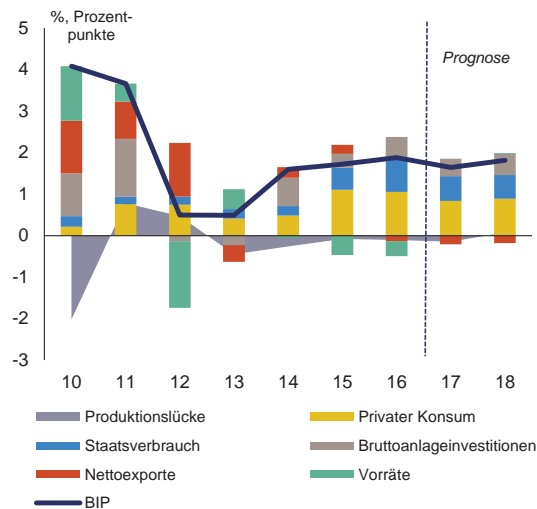 %, Prozent-
punkte
Prognose
5
4
3
2
1
0
-1
-2
-3
10 11 12 13 14 15 16 17 18
Produktionslücke Privater Konsum
Staatsverbrauch Bruttoanlageinvestitionen
Nettoexporte Vorräte
BIP